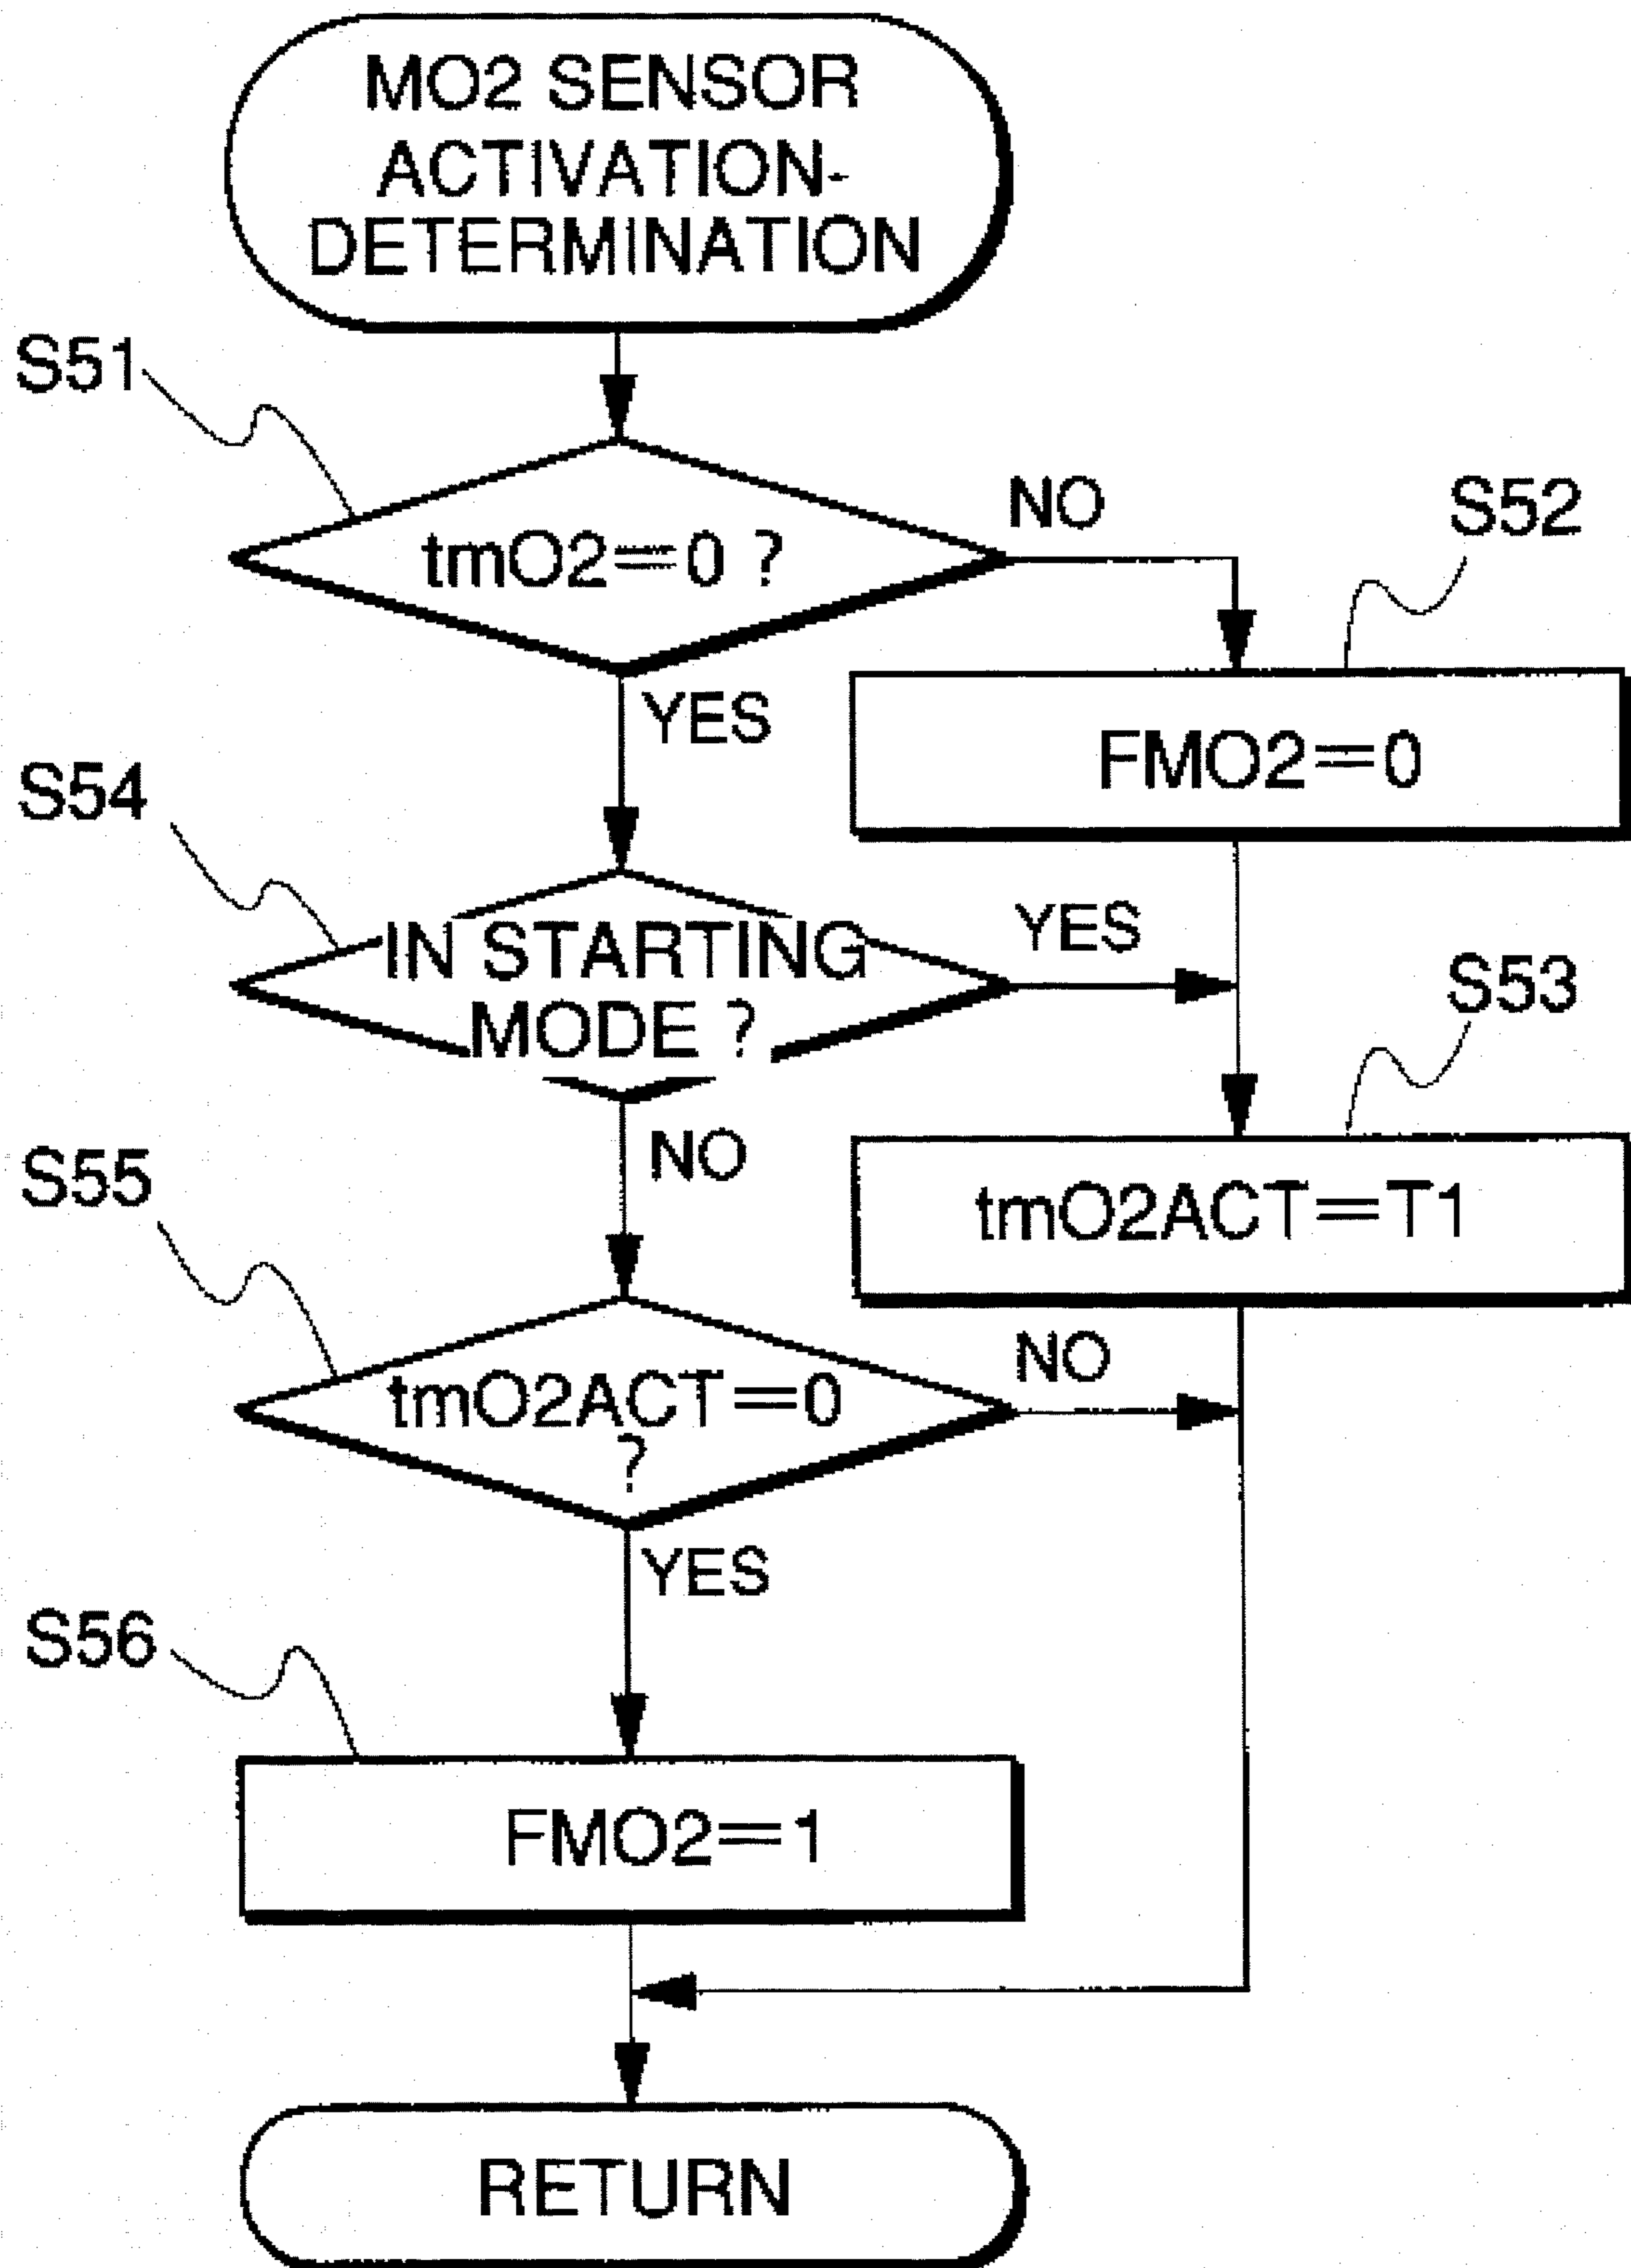 MO2 SENSOR
ACTIVATION-
DETERMINATION
S51
tmO2=0 ?
NO
S52
YES
FMO2=0
S54
IN STARTING
MODE ?
YES
S53
NO
tmO2ACT=T1
S55
tmO2ACT=0
?
NO
YES
S56
FMO2=1
RETURN